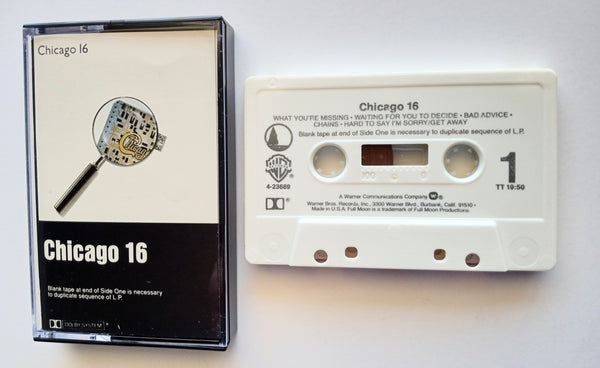 Chicago 16
Chicago
Chicago 16
Blank tape at end of Side One is necessary
to duplicate sequence of L.P.
DOLBY SYSTEM
Chicago 16
WHAT YOU'RE MISSING • WAITING FOR YOU TO DECIDE • BAD ADVICE •
CHAINS • HARD TO SAY I'M SORRY/GET AWAY
Blank tape at end of Side One is necessary to duplicate sequence of L.P.
4-23689
100 50 0
1
TT 19:50
A Warner Communications Company
Warner Bros. Records, Inc., 3300 Warner Blvd., Burbank, Calif. 91510 •
Made in U.S.A. Full Moon is a trademark of Full Moon Productions.